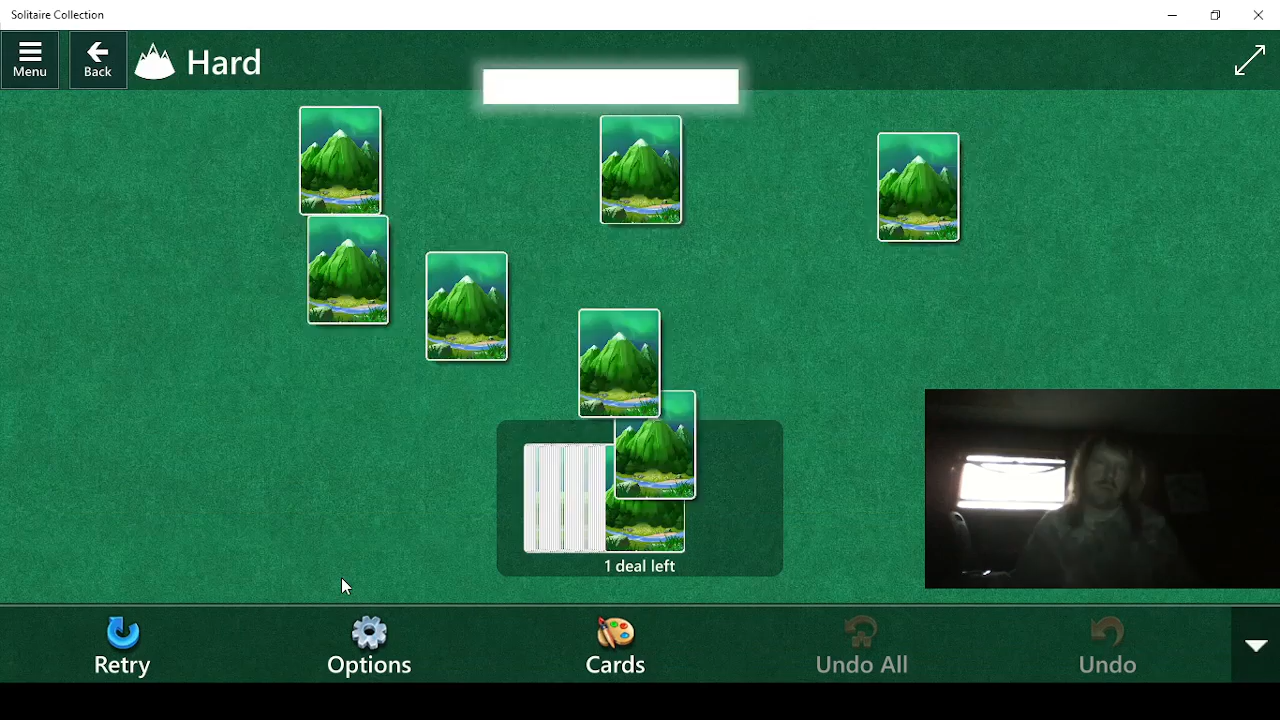 Solitaire Collection
Menu
Back
Hard
1 deal left
Retry
Options
Cards
Undo All
Undo